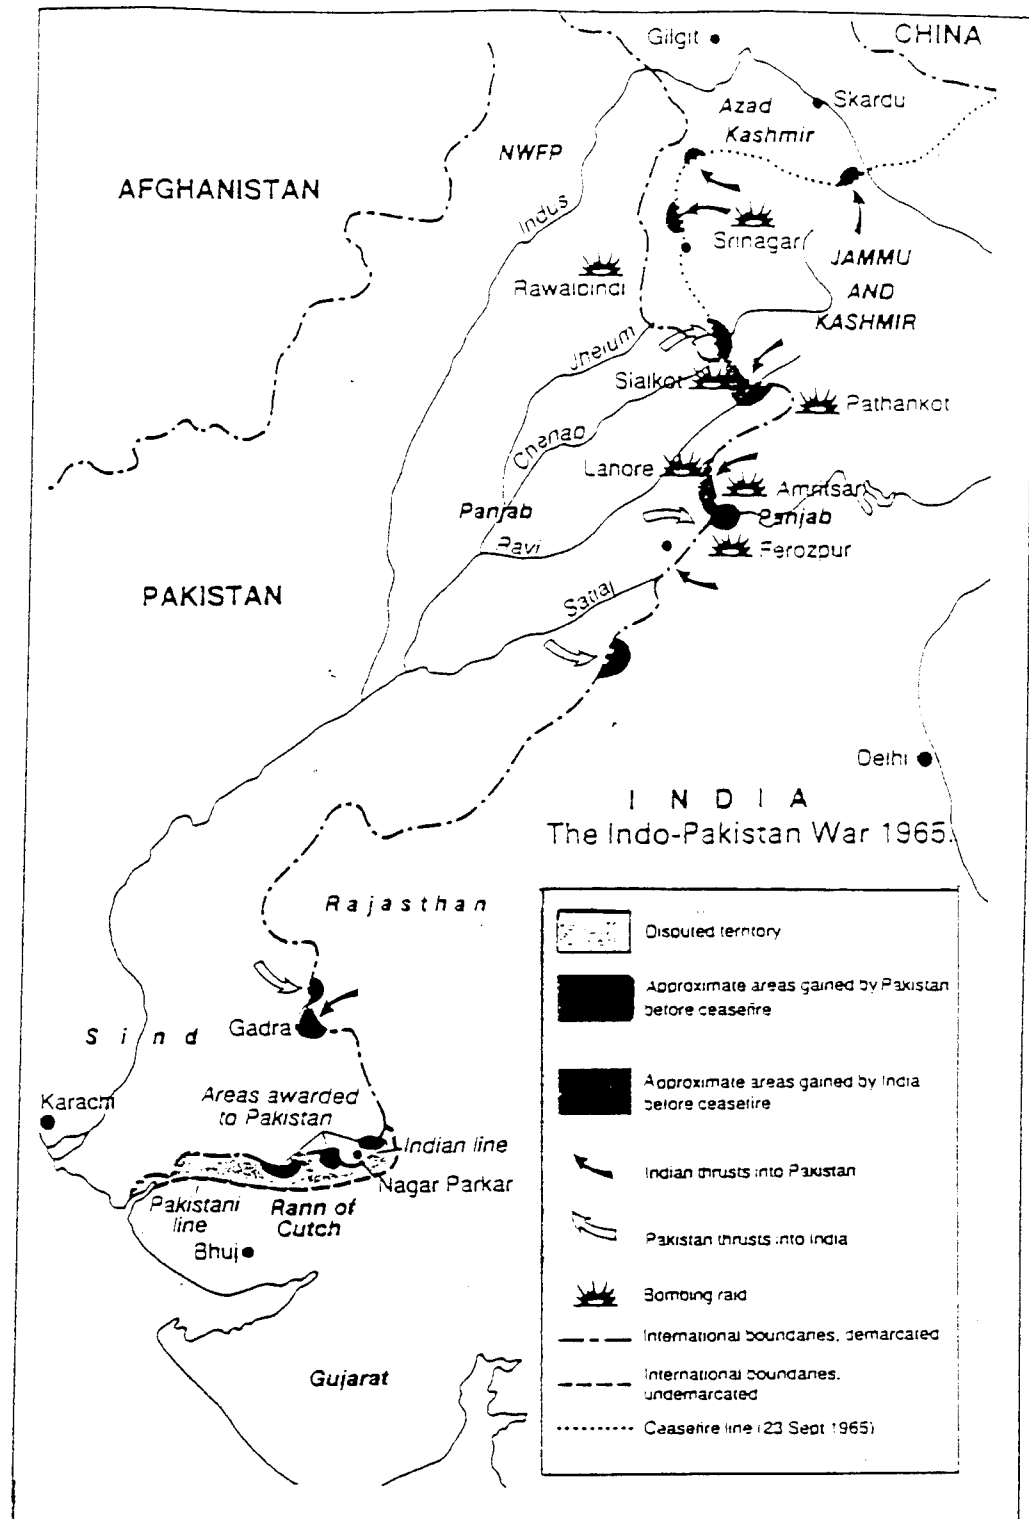 Gilgit
CHINA
Skardu
Azad
Kashmir
NWFP
AFGHANISTAN
Indus
Srinagar
JAMMU
AND
KASHMIR
Rawalpindi
Jhelum
Sialkot
Pathankot
Chenab
Lahore
Amritsar
Panjab
Panjab
Ravi
Ferozpur
PAKISTAN
Satlaj
Delhi
I N D I A
The Indo-Pakistan War 1965.
Rajasthan
Disputed territory
Approximate areas gained by Pakistan
before ceasefire
Approximate areas gained by India
before ceasefire
Indian thrusts into Pakistan
Pakistan thrusts into India
Bombing raid
International boundaries, demarcated
International boundaries,
undemarcated
Ceasefire line (23 Sept 1965)
Gadra
S i n d
Karachi
Areas awarded
to Pakistan
Indian line
Nagar Parkar
Pakistani
line
Rann of
Cutch
Bhuj
Gujarat